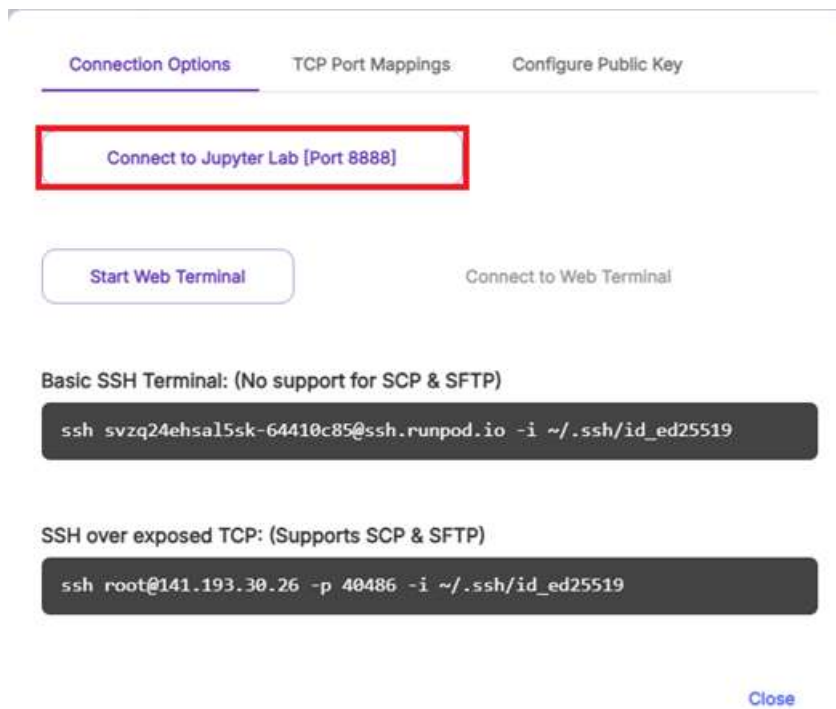 Connection Options TCP Port Mappings Configure Public Key
Connect to Jupyter Lab [Port 8888]
Start Web Terminal Connect to Web Terminal
Basic SSH Terminal: (No support for SCP & SFTP)
ssh svzq24ehsal5sk-64410c85@ssh.runpod.io -i ~/.ssh/id_ed25519
SSH over exposed TCP: (Supports SCP & SFTP)
ssh root@141.193.30.26 -p 40486 -i ~/.ssh/id_ed25519
Close